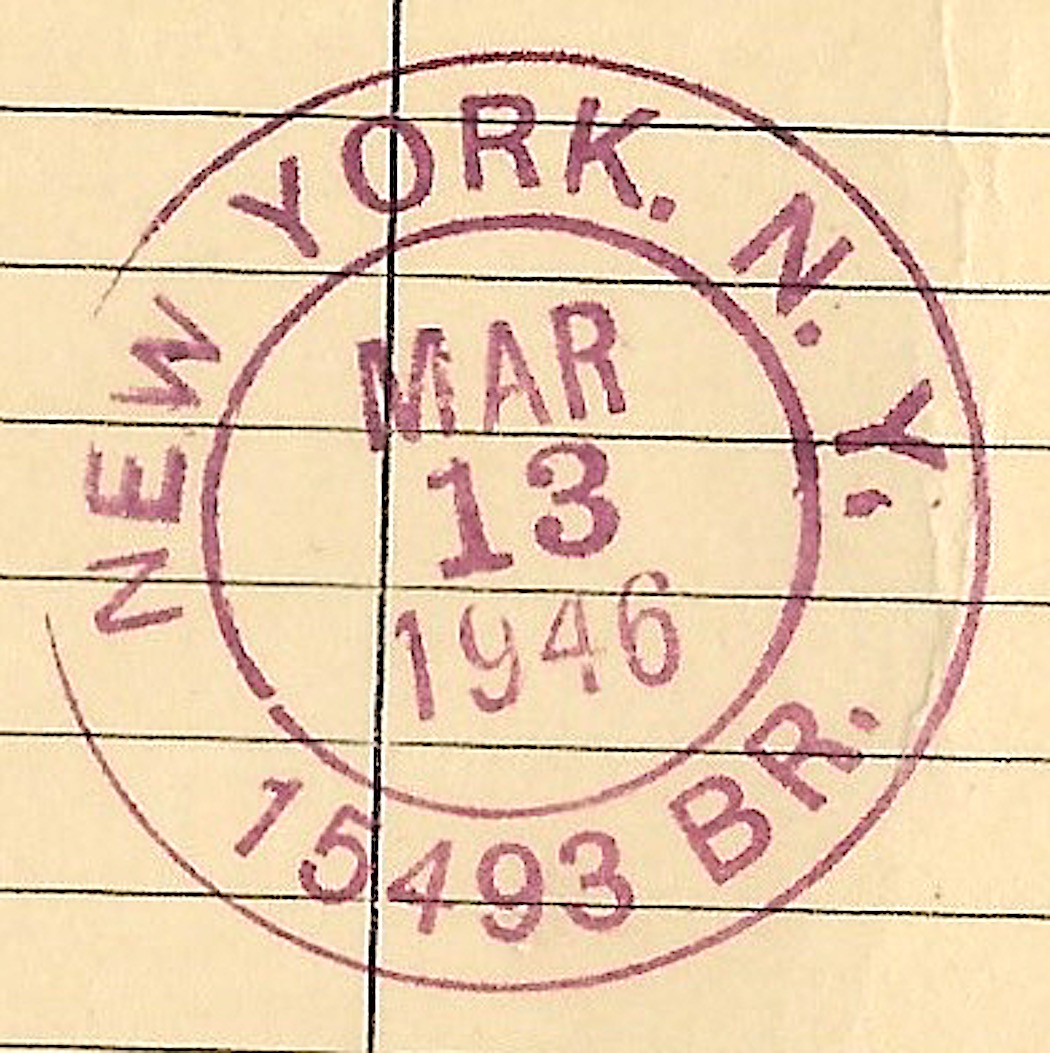 NEW YORK. N. Y.,
MAR
13
1946
15493 BR.